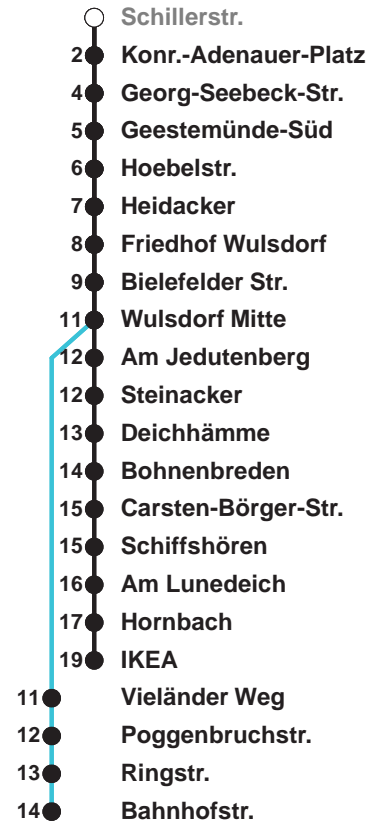 Schillerstr.
2 Konr.-Adenauer-Platz
4 Georg-Seebeck-Str.
5 Geestemünde-Süd
6 Hoebelstr.
7 Heidacker
8 Friedhof Wulsdorf
9 Bielefelder Str.
11 Wulsdorf Mitte
12 Am Jedutenberg
12 Steinacker
13 Deichhämme
14 Bohnenbreden
15 Carsten-Börger-Str.
15 Schiffshören
16 Am Lunedeich
17 Hornbach
19 IKEA
11 Vieländer Weg
12 Poggenbruchstr.
13 Ringstr.
14 Bahnhofstr.